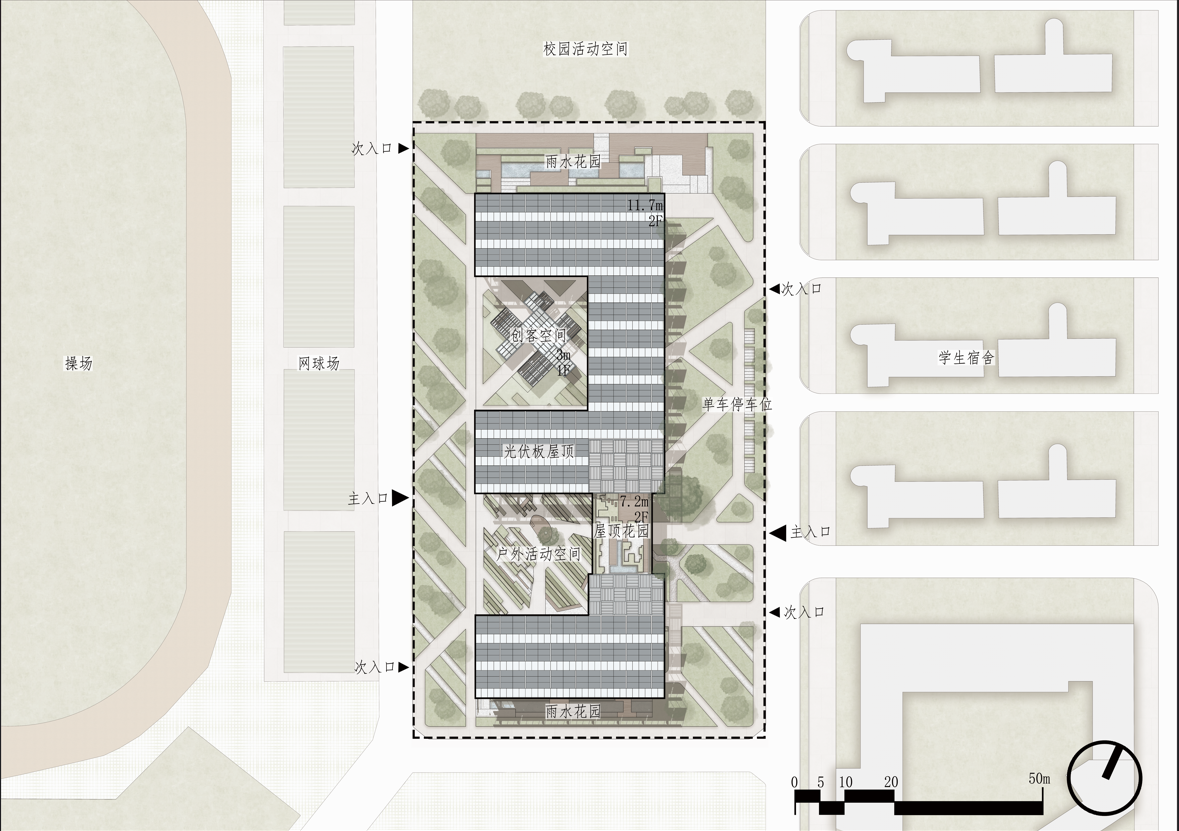 校园活动空间
次入口
雨水花园
11.7m
2F
次入口
创客空间
3m
1F
操场
网球场
学生宿舍
单车停车位
光伏板屋顶
主入口
7.2m
2F
屋顶花园
主入口
户外活动空间
次入口
次入口
雨水花园
0 5 10 20 50m